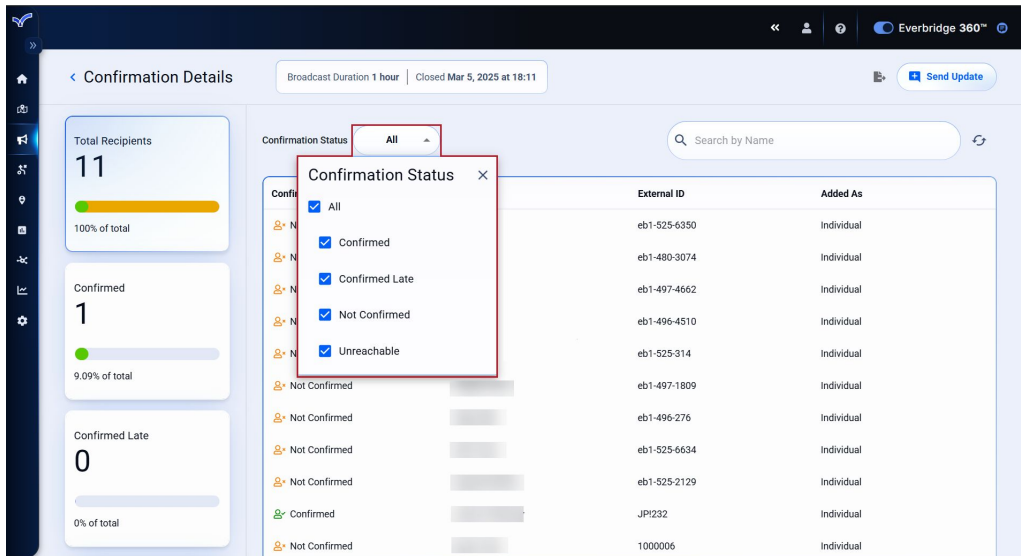 Everbridge 360™
Confirmation Details
Broadcast Duration 1 hour | Closed Mar 5, 2025 at 18:11
Send Update
Total Recipients
11
100% of total
Confirmed
1
9.09% of total
Confirmed Late
0
0% of total
Confirmation Status All
Search by Name
Confirmation Status
All
Confirmed
Confirmed Late
Not Confirmed
Unreachable
External ID Added As
eb1-525-6350 Individual
eb1-480-3074 Individual
eb1-497-4662 Individual
eb1-496-4510 Individual
eb1-525-314 Individual
Not Confirmed eb1-497-1809 Individual
Not Confirmed eb1-496-276 Individual
Not Confirmed eb1-525-6634 Individual
Not Confirmed eb1-525-2129 Individual
Confirmed JP!232 Individual
Not Confirmed 1000006 Individual